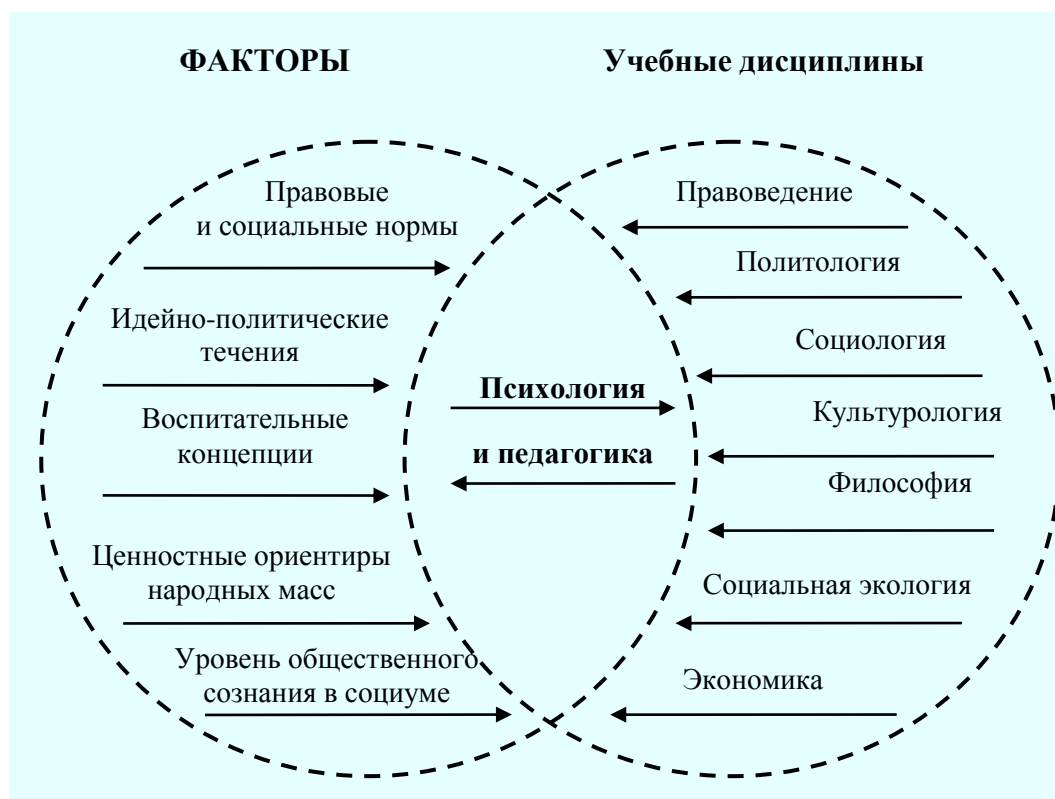 ФАКТОРЫ
Учебные дисциплины
Правовые
и социальные нормы
Идейно-политические
течения
Воспитательные
концепции
Ценностные ориентиры
народных масс
Уровень общественного
сознания в социуме
Психология
и педагогика
Правоведение
Политология
Социология
Культурология
Философия
Социальная экология
Экономика